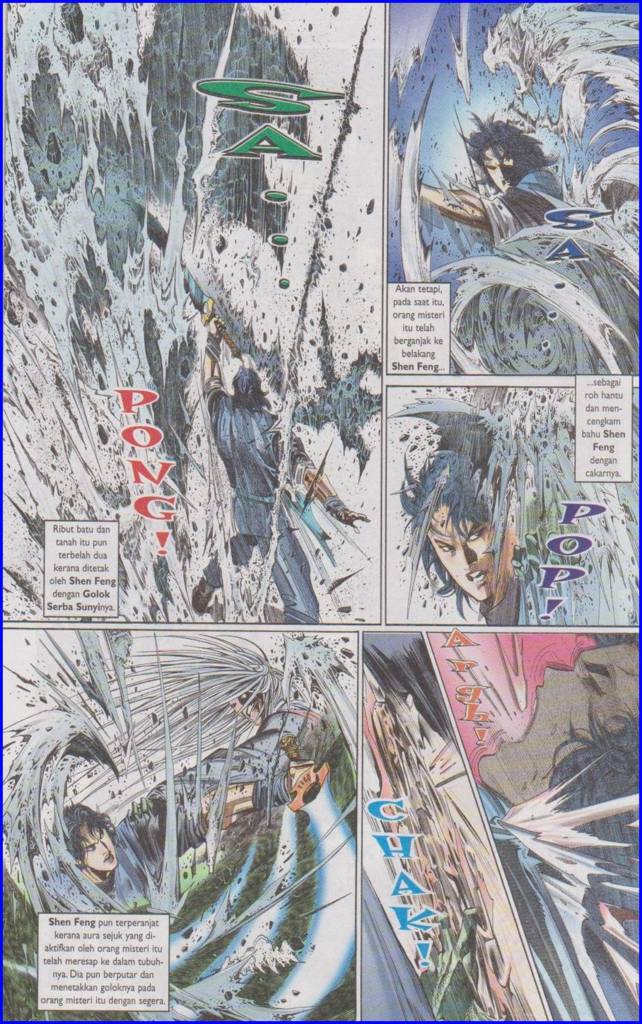 SA...
PONG!
Ribut batu dan
tanah itu pun
terbelah dua
kerana ditetak
oleh Shen Feng
dengan Golok
Serba Sunyinya.
SA
Akan tetapi,
pada saat itu,
orang misteri
itu telah
berganjak ke
belakang
Shen Feng...
...sebagai
roh hantu
dan men-
cengkam
bahu Shen
Feng
dengan
cakarnya.
POP!
Shen Feng pun terperanjat
kerana aura sejuk yang di-
aktifkan oleh orang misteri itu
telah meresap ke dalam tubuh-
nya. Dia pun berputar dan
menetakkan goloknya pada
orang misteri itu dengan segera.
CHAK!
Argh!